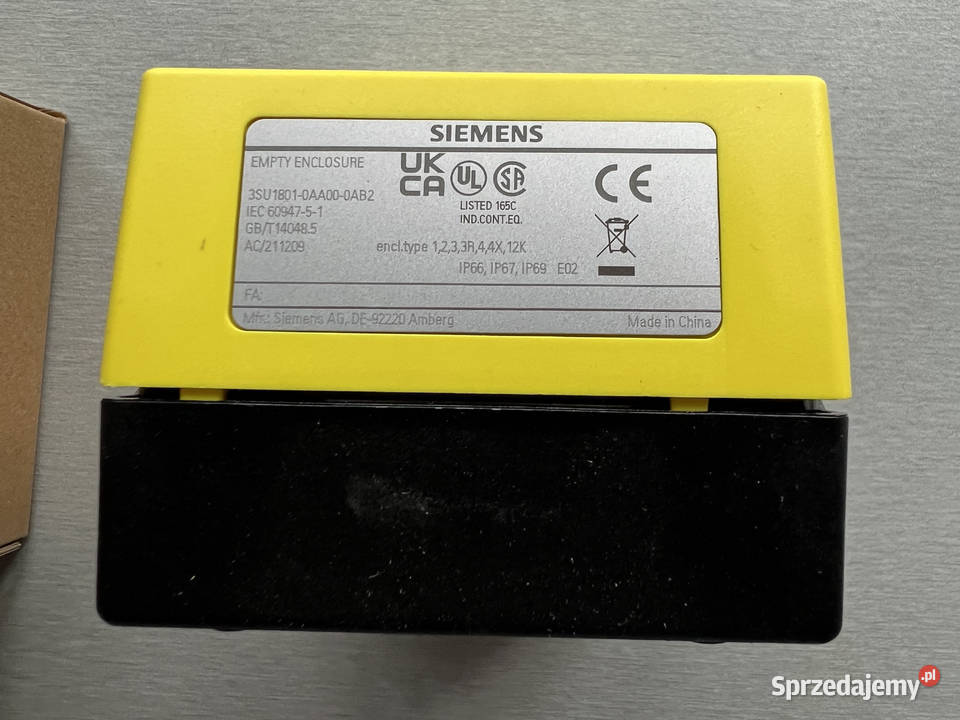 SIEMENS
EMPTY ENCLOSURE
UK
CA
UL
SA
CE
3SU1801-0AA00-0AB2
LISTED 165C
IEC 60947-5-1
IND.CONT.EQ.
GB/T14048.5
AC/211209
encl.type 1,2,3,3R,4,4X,12K
IP66, IP67, IP69 E02
FA:
Mfr.: Siemens AG, DE-92220 Amberg
Made in China
Sprzedajemy.pl